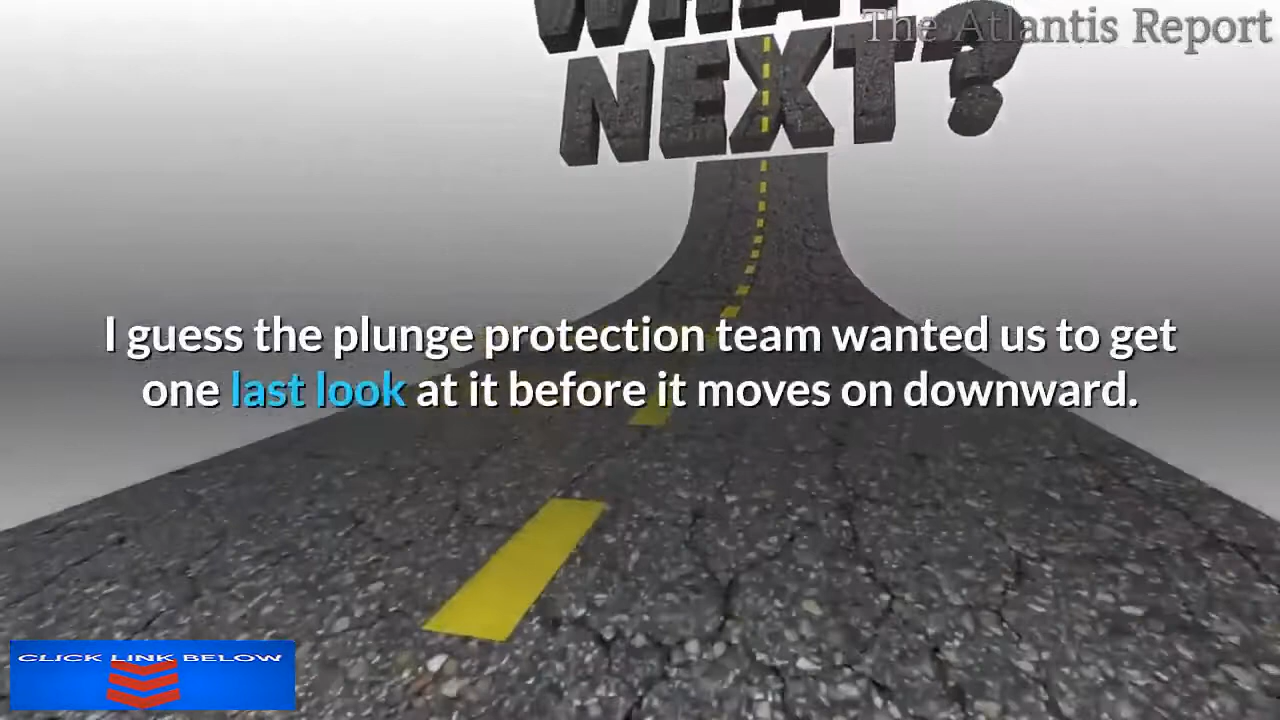 The Atlantis Report
WHAT
NEXT?
I guess the plunge protection team wanted us to get
one last look at it before it moves on downward.
CLICK LINK BELOW